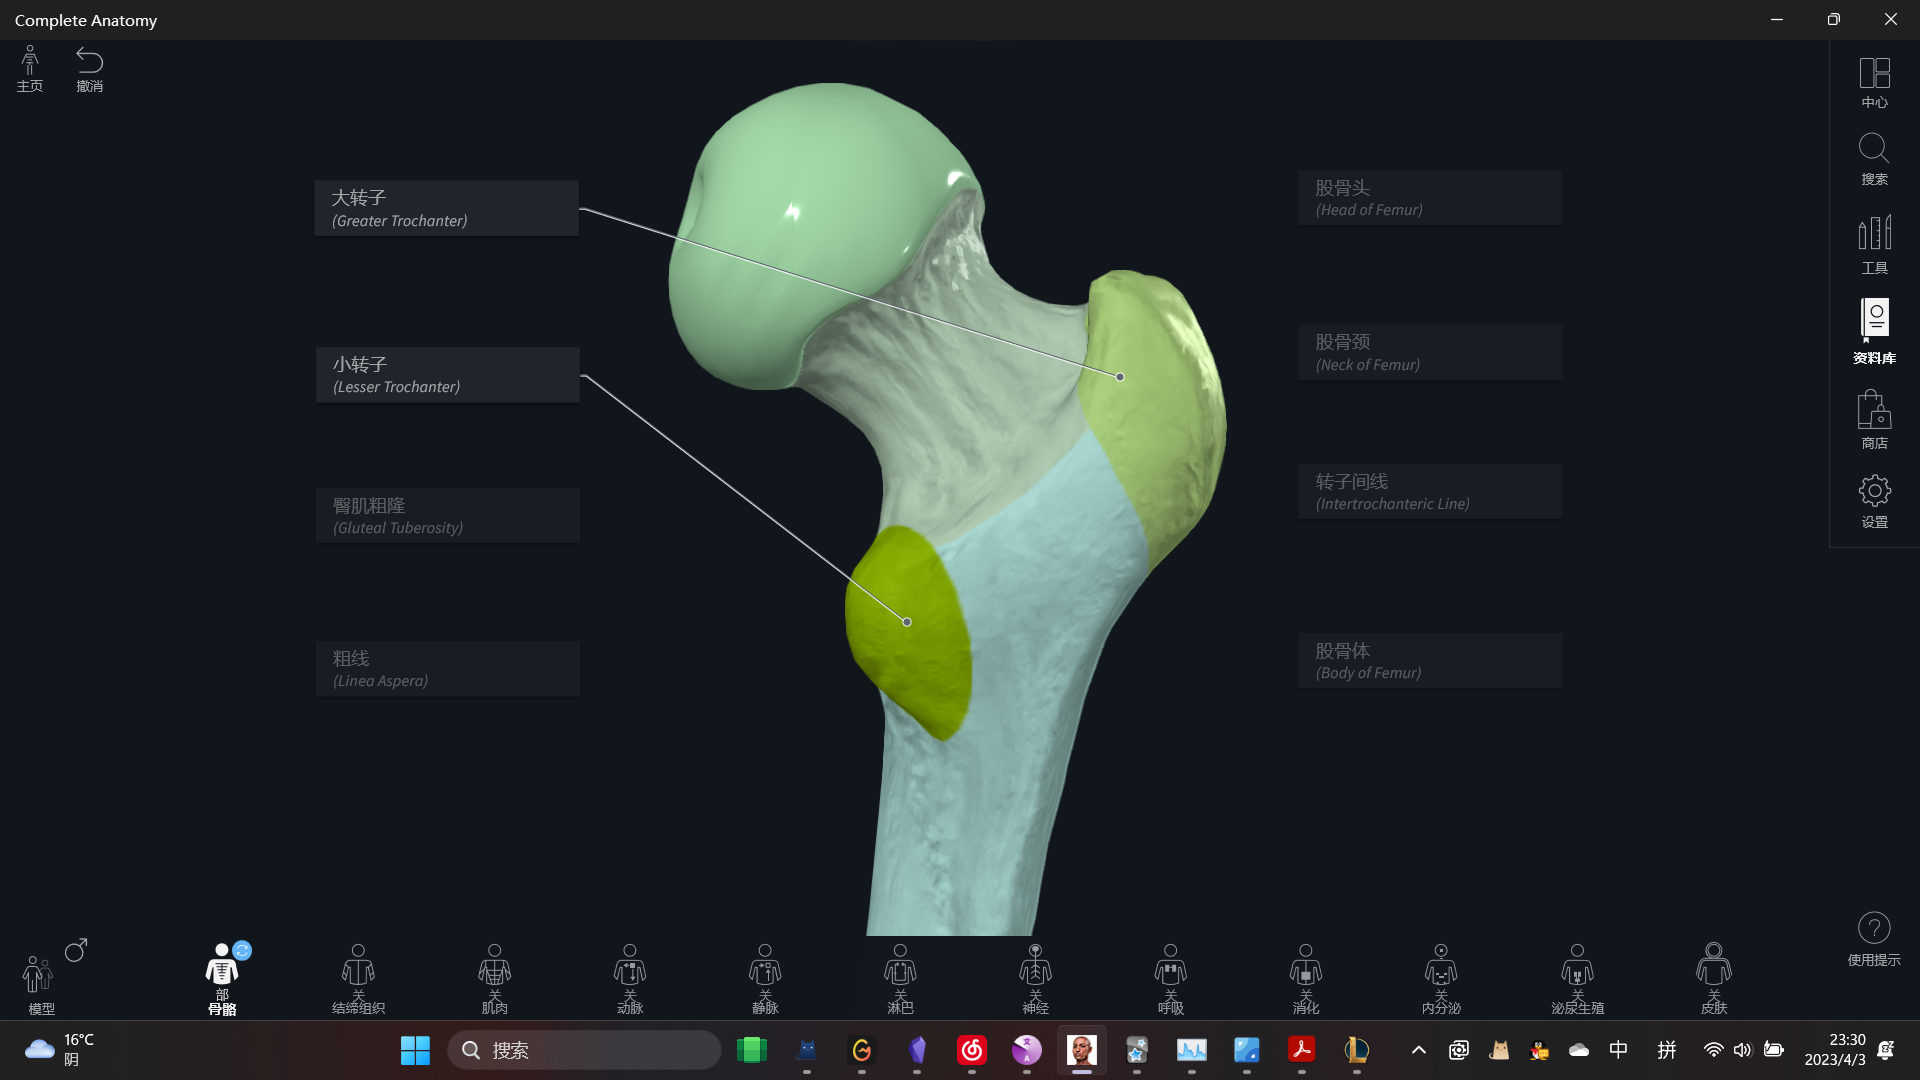 Complete Anatomy
主页
撤消
中心
搜索
工具
资料库
商店
设置
大转子
(Greater Trochanter)
小转子
(Lesser Trochanter)
臀肌粗隆
(Gluteal Tuberosity)
粗线
(Linea Aspera)
股骨头
(Head of Femur)
股骨颈
(Neck of Femur)
转子间线
(Intertrochanteric Line)
股骨体
(Body of Femur)
使用提示
模型
部
骨骼
关
结缔组织
关
肌肉
关
动脉
关
静脉
关
淋巴
关
神经
关
呼吸
关
消化
关
内分泌
关
泌尿生殖
关
皮肤
16°C
阴
搜索
中
拼
23:30
2023/4/3